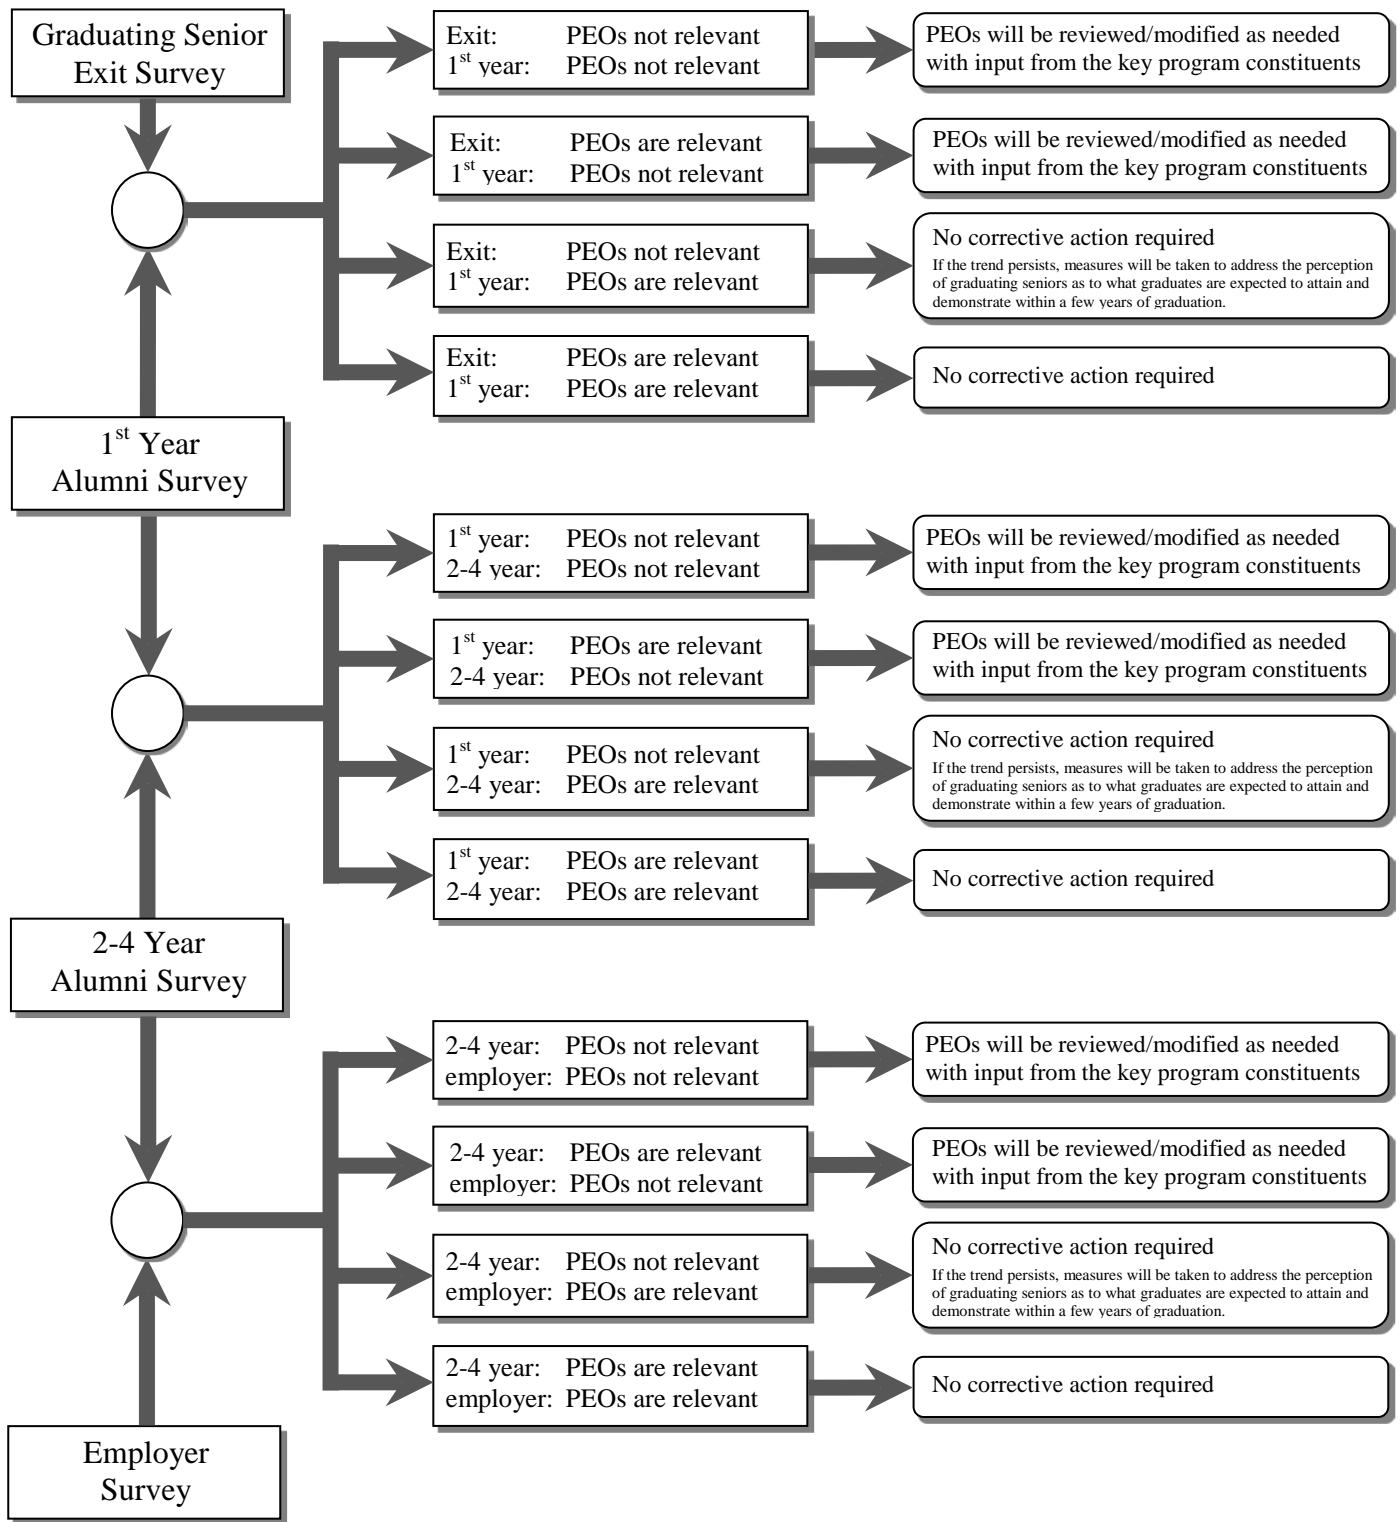 Graduating Senior
Exit Survey
Exit: PEOs not relevant
1st year: PEOs not relevant
PEOs will be reviewed/modified as needed
with input from the key program constituents
Exit: PEOs are relevant
1st year: PEOs not relevant
PEOs will be reviewed/modified as needed
with input from the key program constituents
Exit: PEOs not relevant
1st year: PEOs are relevant
No corrective action required
If the trend persists, measures will be taken to address the perception
of graduating seniors as to what graduates are expected to attain and
demonstrate within a few years of graduation.
Exit: PEOs are relevant
1st year: PEOs are relevant
No corrective action required
1st Year
Alumni Survey
1st year: PEOs not relevant
2-4 year: PEOs not relevant
PEOs will be reviewed/modified as needed
with input from the key program constituents
1st year: PEOs are relevant
2-4 year: PEOs not relevant
PEOs will be reviewed/modified as needed
with input from the key program constituents
1st year: PEOs not relevant
2-4 year: PEOs are relevant
No corrective action required
If the trend persists, measures will be taken to address the perception
of graduating seniors as to what graduates are expected to attain and
demonstrate within a few years of graduation.
1st year: PEOs are relevant
2-4 year: PEOs are relevant
No corrective action required
2-4 Year
Alumni Survey
2-4 year: PEOs not relevant
employer: PEOs not relevant
PEOs will be reviewed/modified as needed
with input from the key program constituents
2-4 year: PEOs are relevant
employer: PEOs not relevant
PEOs will be reviewed/modified as needed
with input from the key program constituents
2-4 year: PEOs not relevant
employer: PEOs are relevant
No corrective action required
If the trend persists, measures will be taken to address the perception
of graduating seniors as to what graduates are expected to attain and
demonstrate within a few years of graduation.
2-4 year: PEOs are relevant
employer: PEOs are relevant
No corrective action required
Employer
Survey